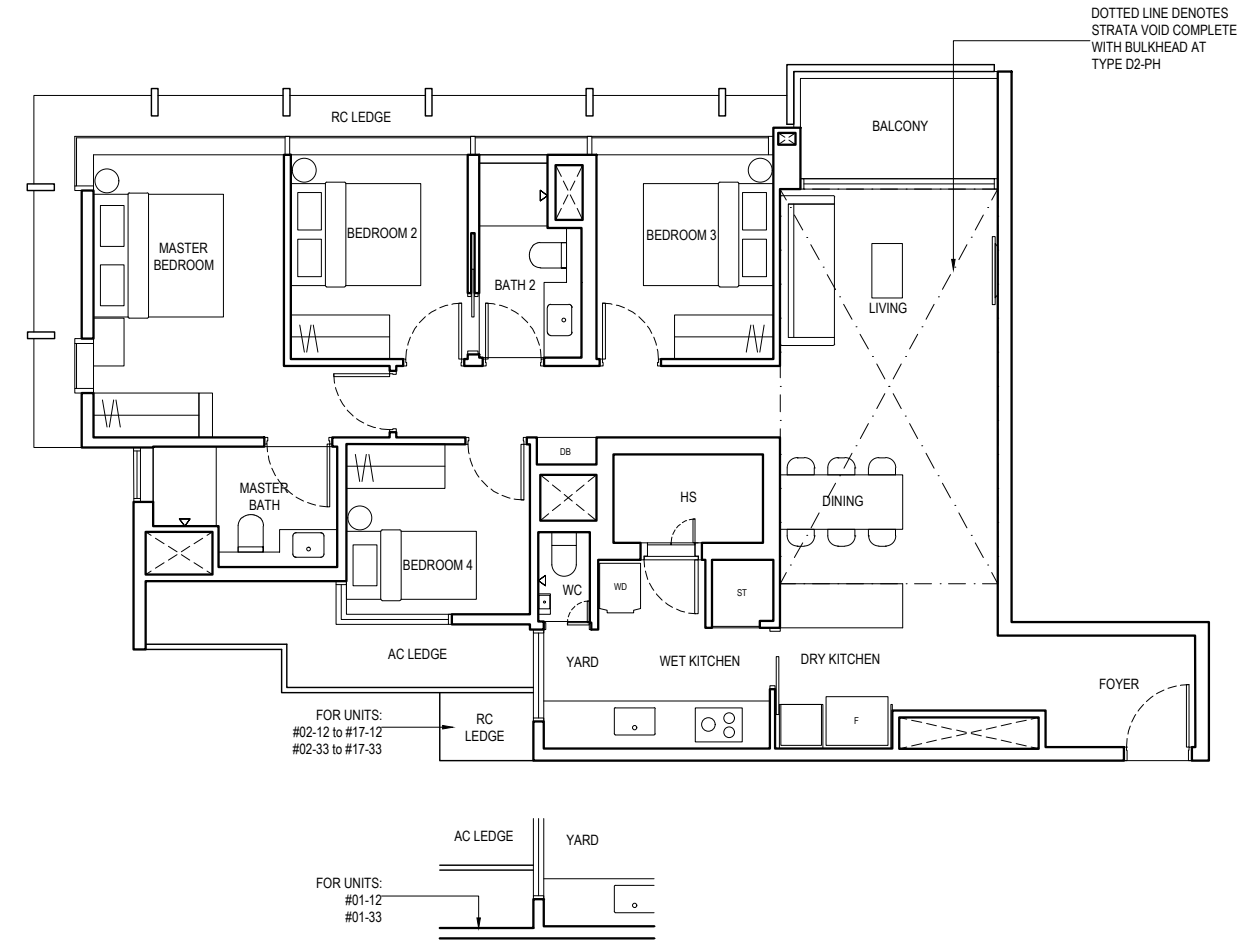 DOTTED LINE DENOTES
STRATA VOID COMPLETE
WITH BULKHEAD AT
TYPE D2-PH
RC LEDGE
BALCONY
MASTER
BEDROOM
BEDROOM 2
BATH 2
BEDROOM 3
LIVING
DB
MASTER
BATH
HS
DINING
BEDROOM 4
WC
WD
ST
AC LEDGE
YARD
WET KITCHEN
DRY KITCHEN
FOYER
FOR UNITS:
#02-12 to #17-12
#02-33 to #17-33
RC
LEDGE
F
AC LEDGE
YARD
FOR UNITS:
#01-12
#01-33